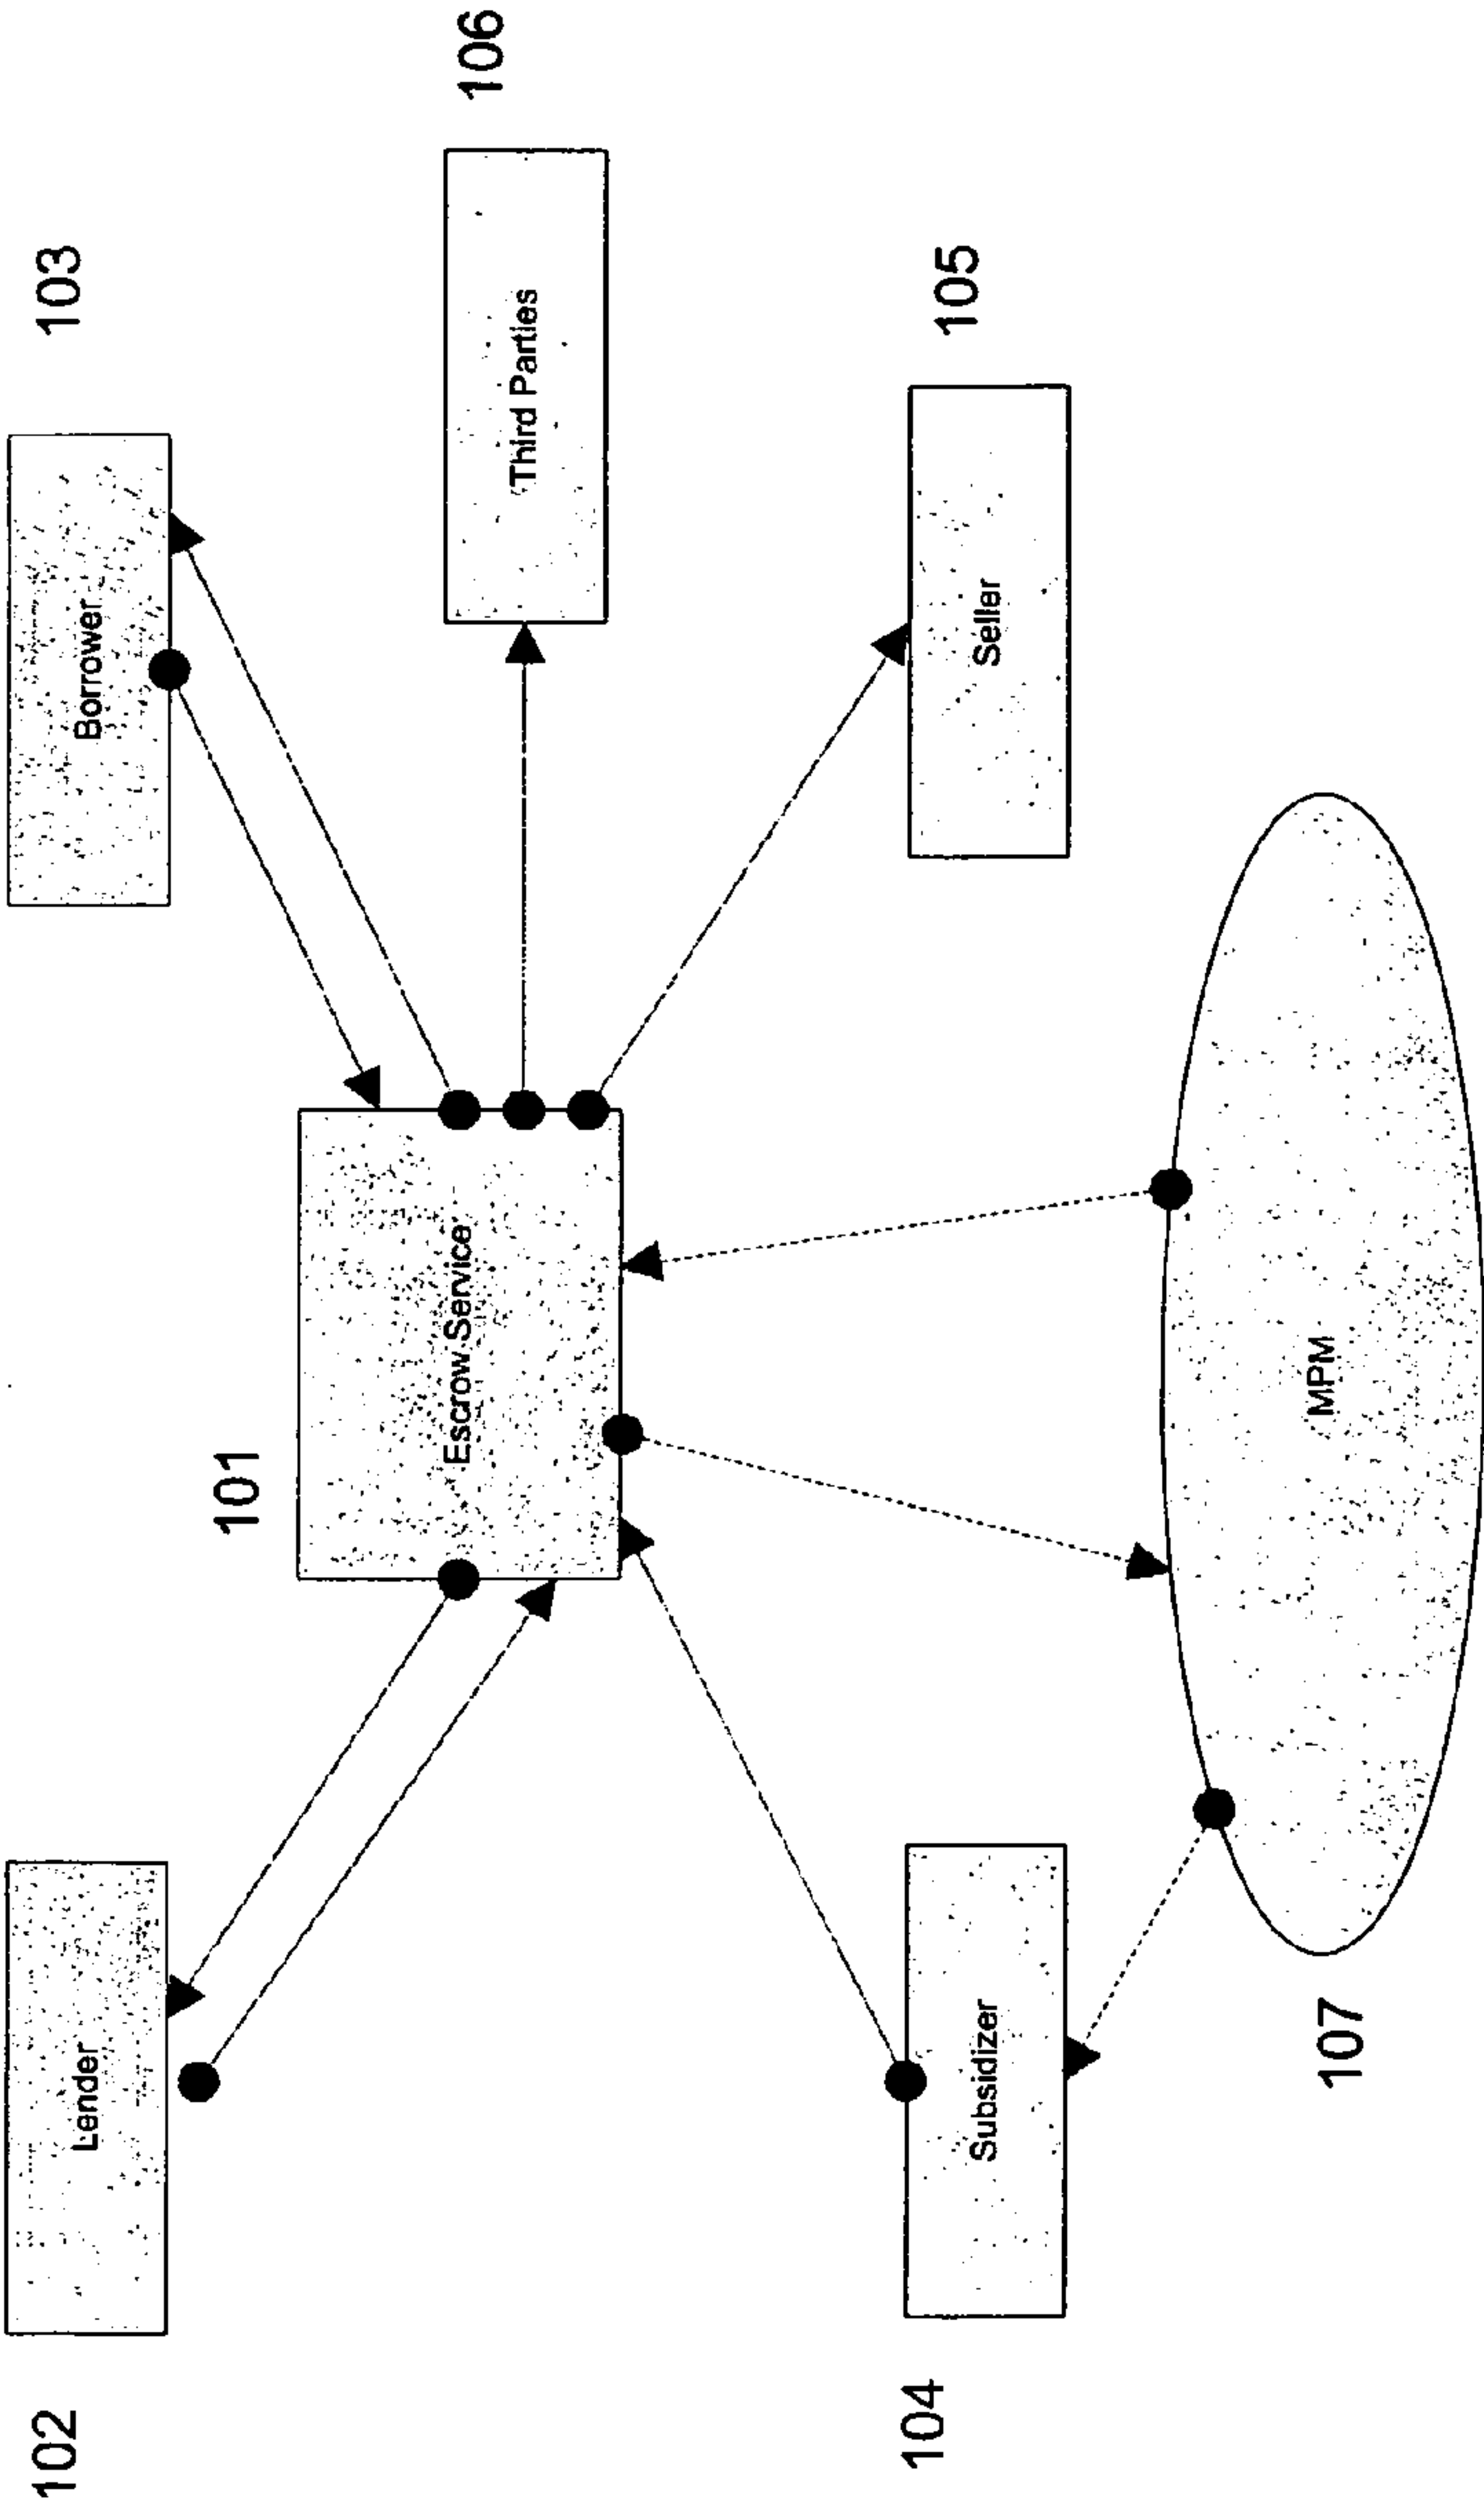 102
Lender
103
Borrower
101
Escrow Service
106
Third Parties
104
Subsidizer
105
Seller
107
MPM